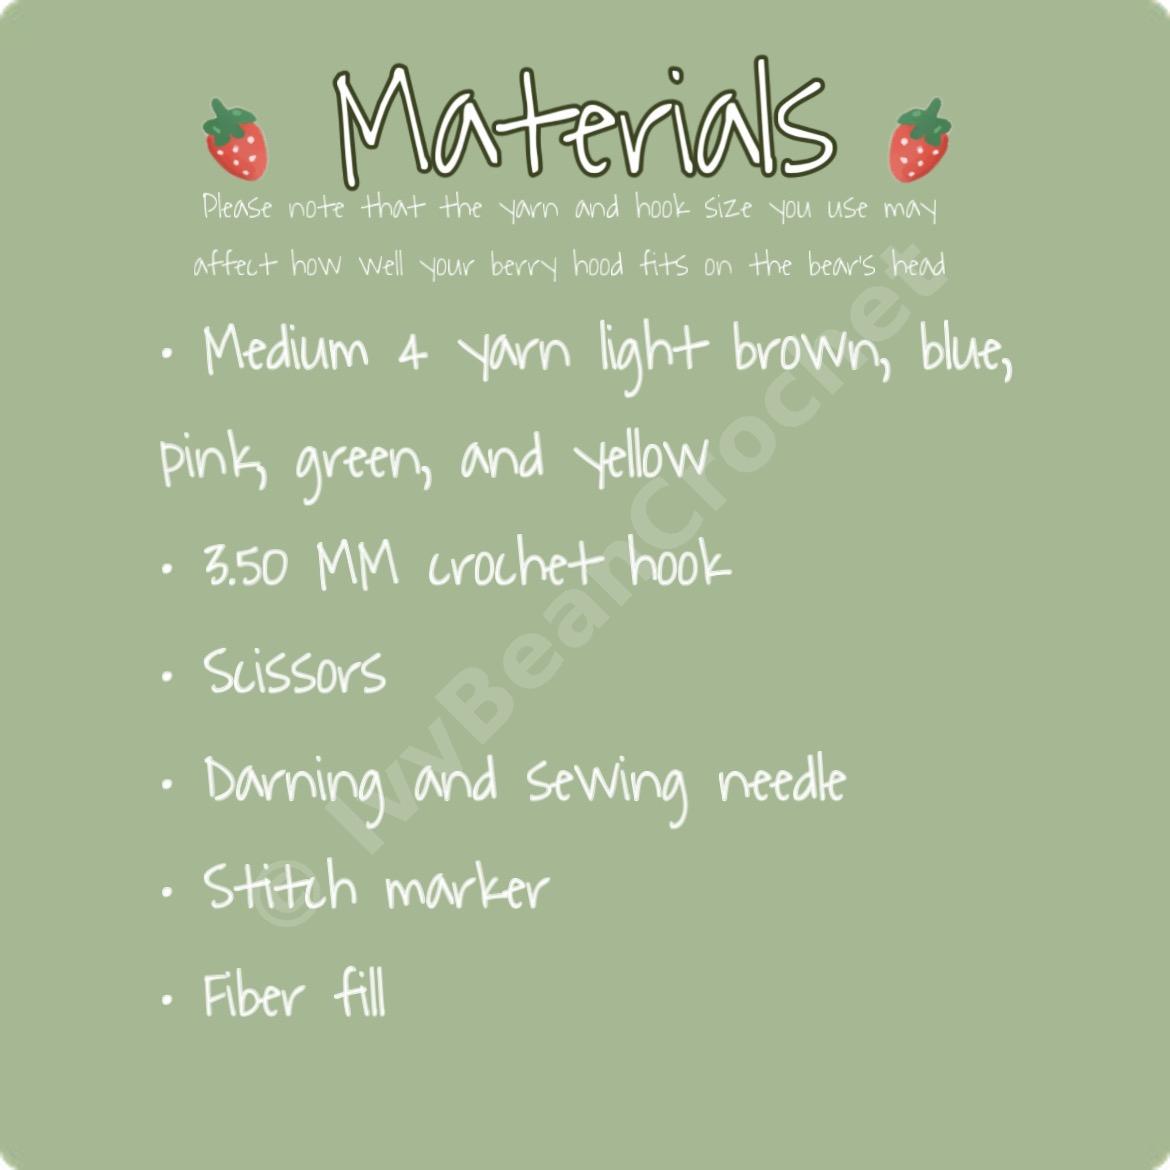 Materials
Please note that the yarn and hook size you use may
affect how well your berry hood fits on the bear's head
• Medium 4 yarn light brown, blue,
pink, green, and yellow
• 3.50 MM crochet hook
• Scissors
• Darning and sewing needle
• Stitch marker
• Fiber fill
© IvyBeanCrochet